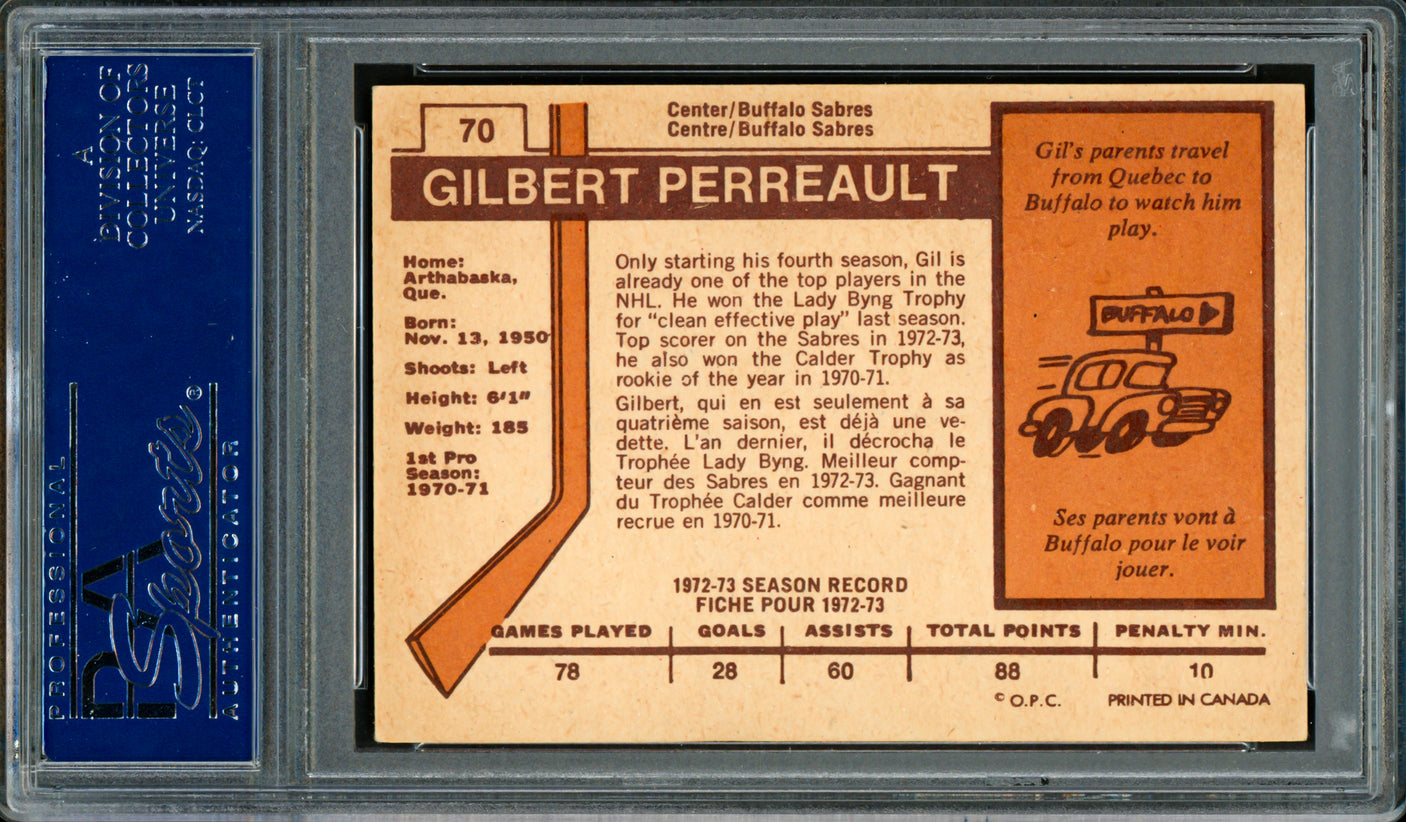 A
DIVISION OF
COLLECTORS
UNIVERSE
NASDAQ: CLCT
PROFESSIONAL
PSA
Sports®
AUTHENTICATOR
PSA
70
Center/Buffalo Sabres
Centre/Buffalo Sabres
GILBERT PERREAULT
Home:
Arthabaska,
Que.
Born:
Nov. 13, 1950
Shoots: Left
Height: 6'1"
Weight: 185
1st Pro
Season:
1970-71
Only starting his fourth season, Gil is
already one of the top players in the
NHL. He won the Lady Byng Trophy
for "clean effective play" last season.
Top scorer on the Sabres in 1972-73,
he also won the Calder Trophy as
rookie of the year in 1970-71.
Gilbert, qui en est seulement à sa
quatrième saison, est déjà une ve-
dette. L'an dernier, il décrocha le
Trophée Lady Byng. Meilleur comp-
teur des Sabres en 1972-73. Gagnant
du Trophée Calder comme meilleure
recrue en 1970-71.
Gil's parents travel
from Quebec to
Buffalo to watch him
play.
BUFFALO
Ses parents vont à
Buffalo pour le voir
jouer.
1972-73 SEASON RECORD
FICHE POUR 1972-73
GAMES PLAYED GOALS ASSISTS TOTAL POINTS PENALTY MIN.
78 28 60 88 10
© O.P.C. PRINTED IN CANADA